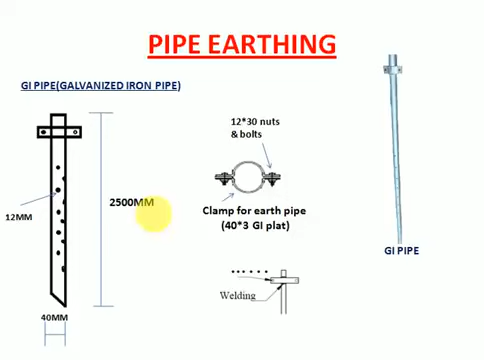 PIPE EARTHING
GI PIPE(GALVANIZED IRON PIPE)
12*30 nuts
& bolts
2500MM
12MM
Clamp for earth pipe
(40*3 GI plat)
GI PIPE
Welding
40MM